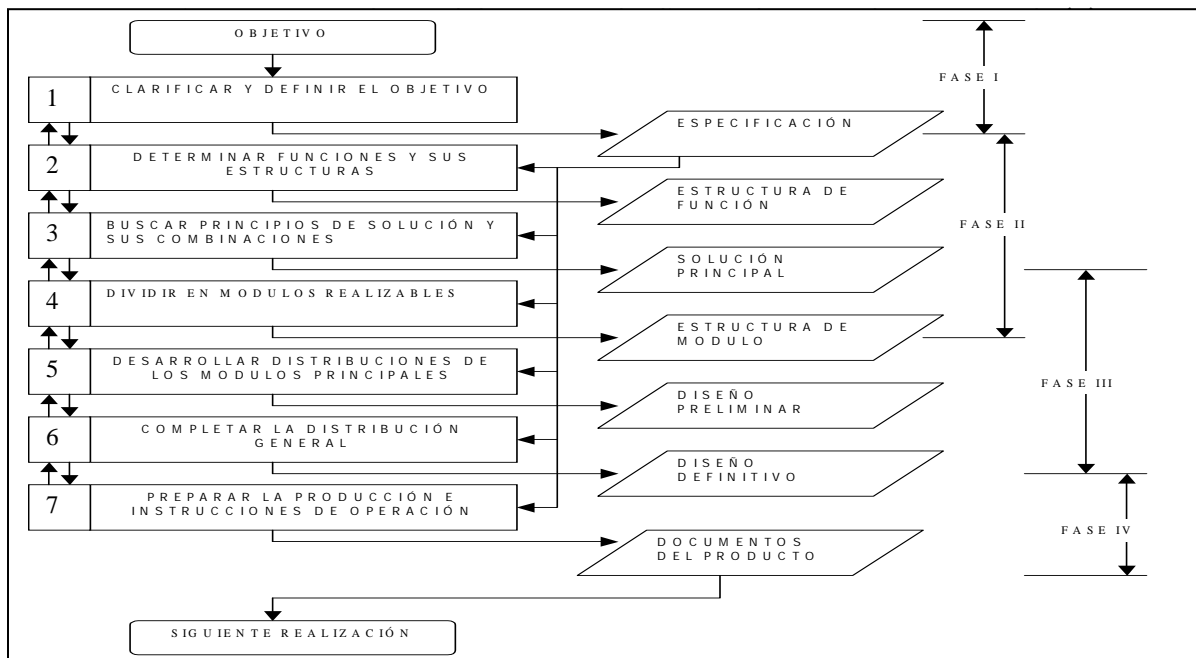 OBJETIVO
1
CLARIFICAR Y DEFINIR EL OBJETIVO
ESPECIFICACIÓN
2
DETERMINAR FUNCIONES Y SUS
ESTRUCTURAS
ESTRUCTURA DE
FUNCIÓN
3
BUSCAR PRINCIPIOS DE SOLUCIÓN Y
SUS COMBINACIONES
SOLUCIÓN
PRINCIPAL
4
DIVIDIR EN MODULOS REALIZABLES
ESTRUCTURA DE
MODULO
5
DESARROLLAR DISTRIBUCIONES DE
LOS MODULOS PRINCIPALES
DISEÑO
PRELIMINAR
6
COMPLETAR LA DISTRIBUCIÓN
GENERAL
DISEÑO
DEFINITIVO
7
PREPARAR LA PRODUCCIÓN E
INSTRUCCIONES DE OPERACIÓN
DOCUMENTOS
DEL PRODUCTO
SIGUIENTE REALIZACIÓN
FASE I
FASE II
FASE III
FASE IV